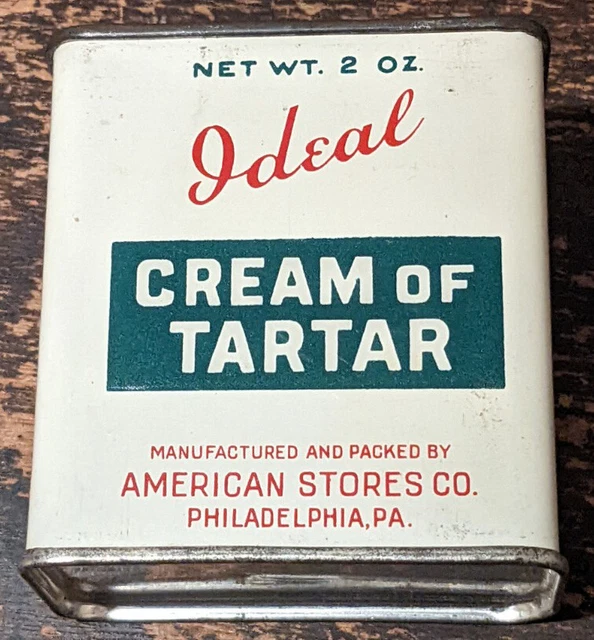 NET WT. 2 OZ.
Ideal
CREAM OF
TARTAR
MANUFACTURED AND PACKED BY
AMERICAN STORES CO.
PHILADELPHIA, PA.